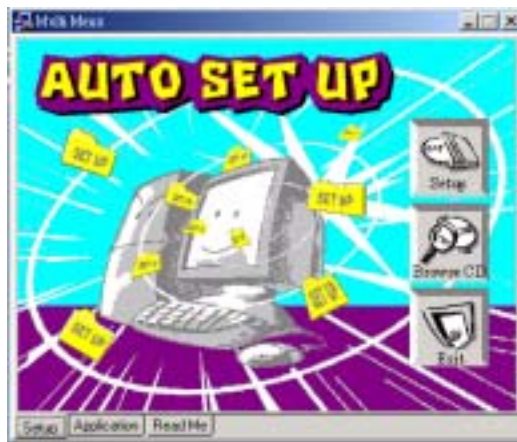 Main Menu
AUTO SET UP
SET UP
SET UP
SET UP
SET UP
Setup
Browse CD
Exit
Setup
Application
Read Me